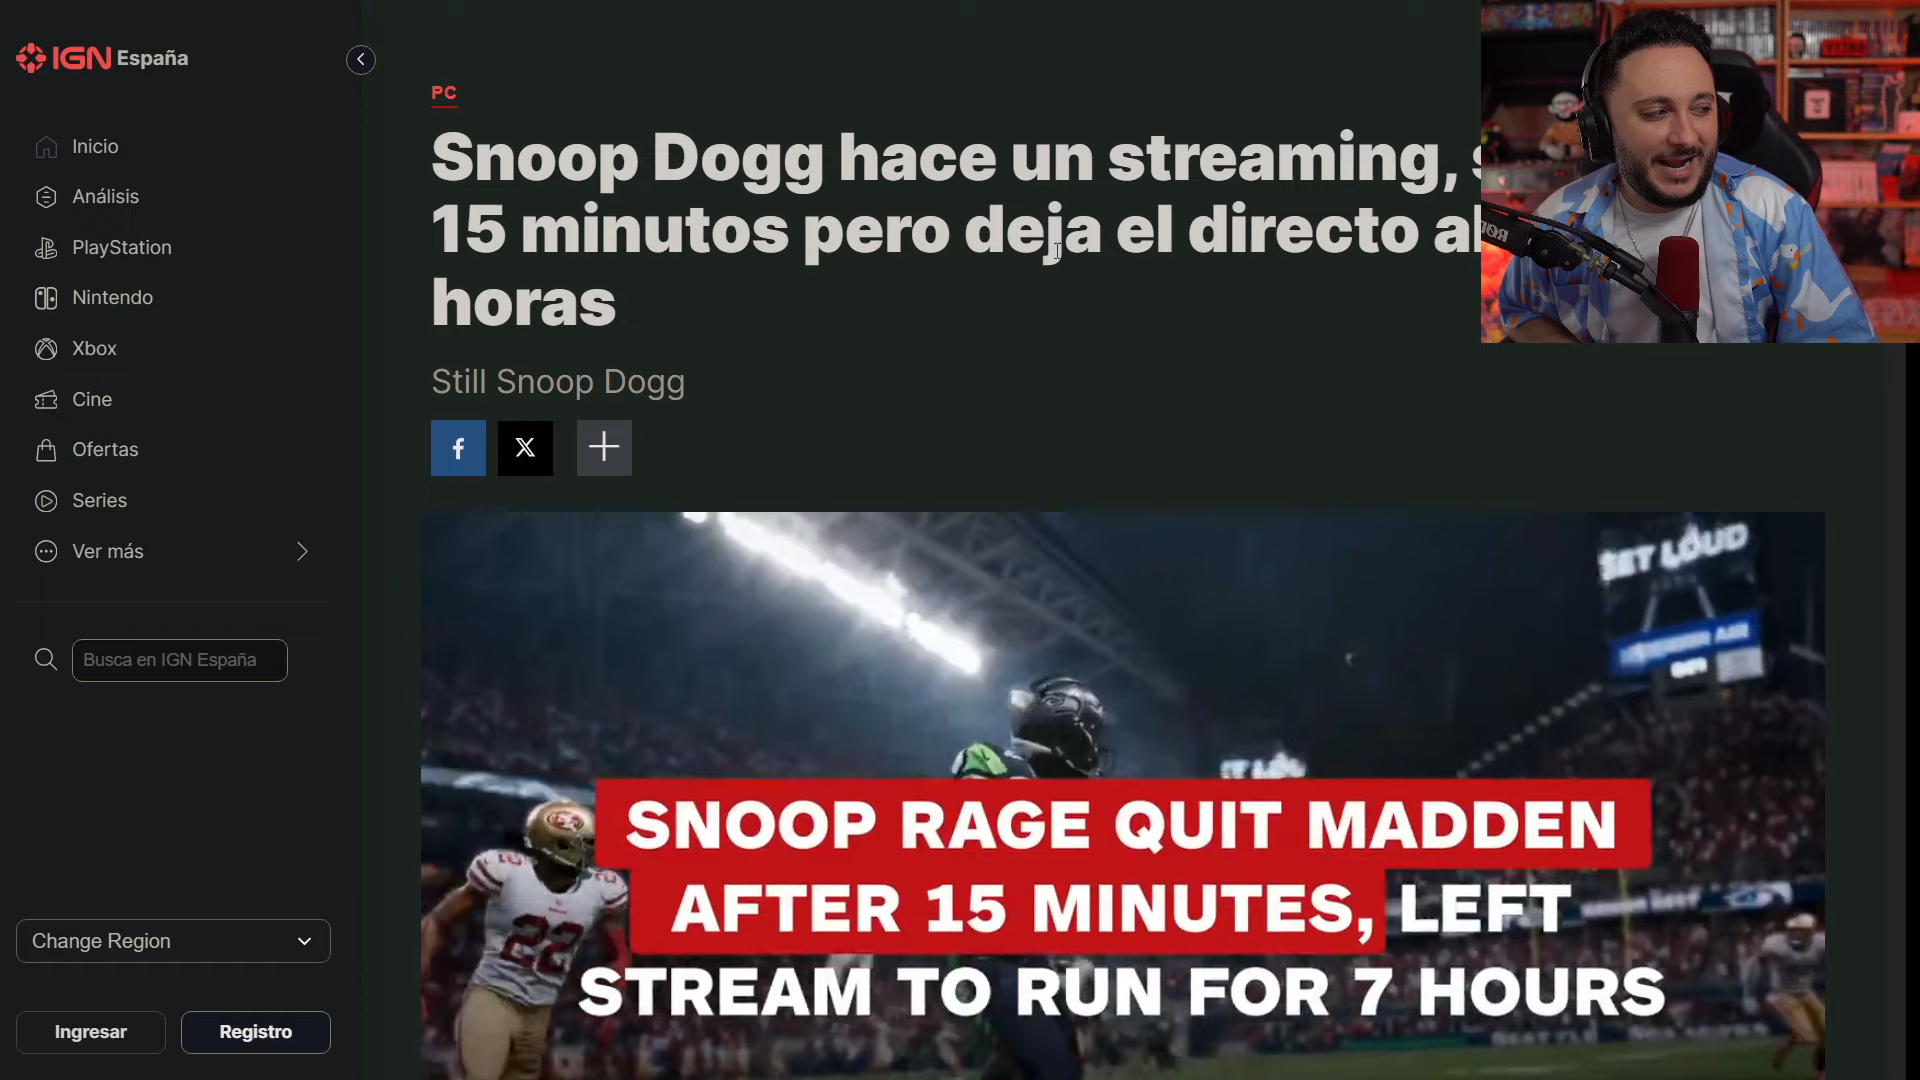 IGN España
Inicio
Análisis
PlayStation
Nintendo
Xbox
Cine
Ofertas
Series
Ver más
Busca en IGN España
Change Region
Ingresar
Registro
PC
Snoop Dogg hace un streaming,
15 minutos pero deja el directo
horas
Still Snoop Dogg
f
X
RØDE
GET LOUD
22
SNOOP RAGE QUIT MADDEN
AFTER 15 MINUTES, LEFT
STREAM TO RUN FOR 7 HOURS